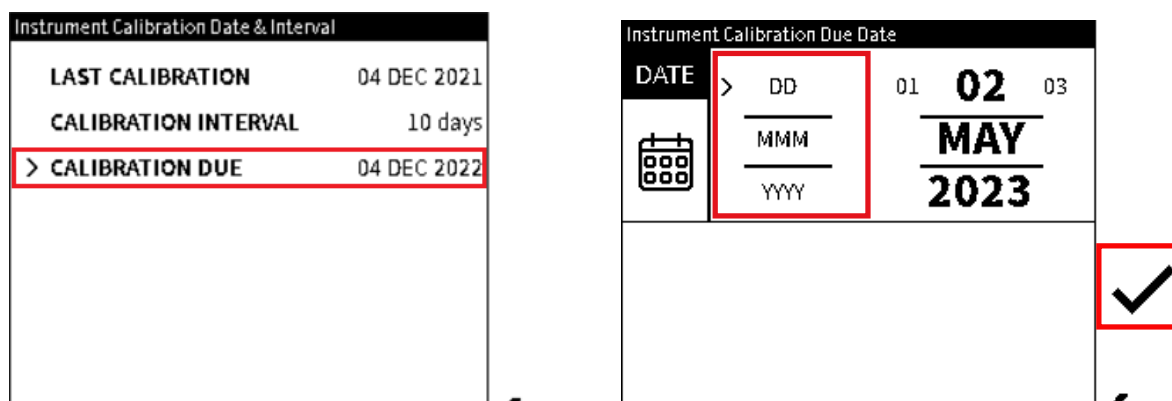 Instrument Calibration Date & Interval
LAST CALIBRATION 04 DEC 2021
CALIBRATION INTERVAL 10 days
> CALIBRATION DUE 04 DEC 2022
Instrument Calibration Due Date
DATE
> DD 01 02 03
MMM MAY
YYYY 2023